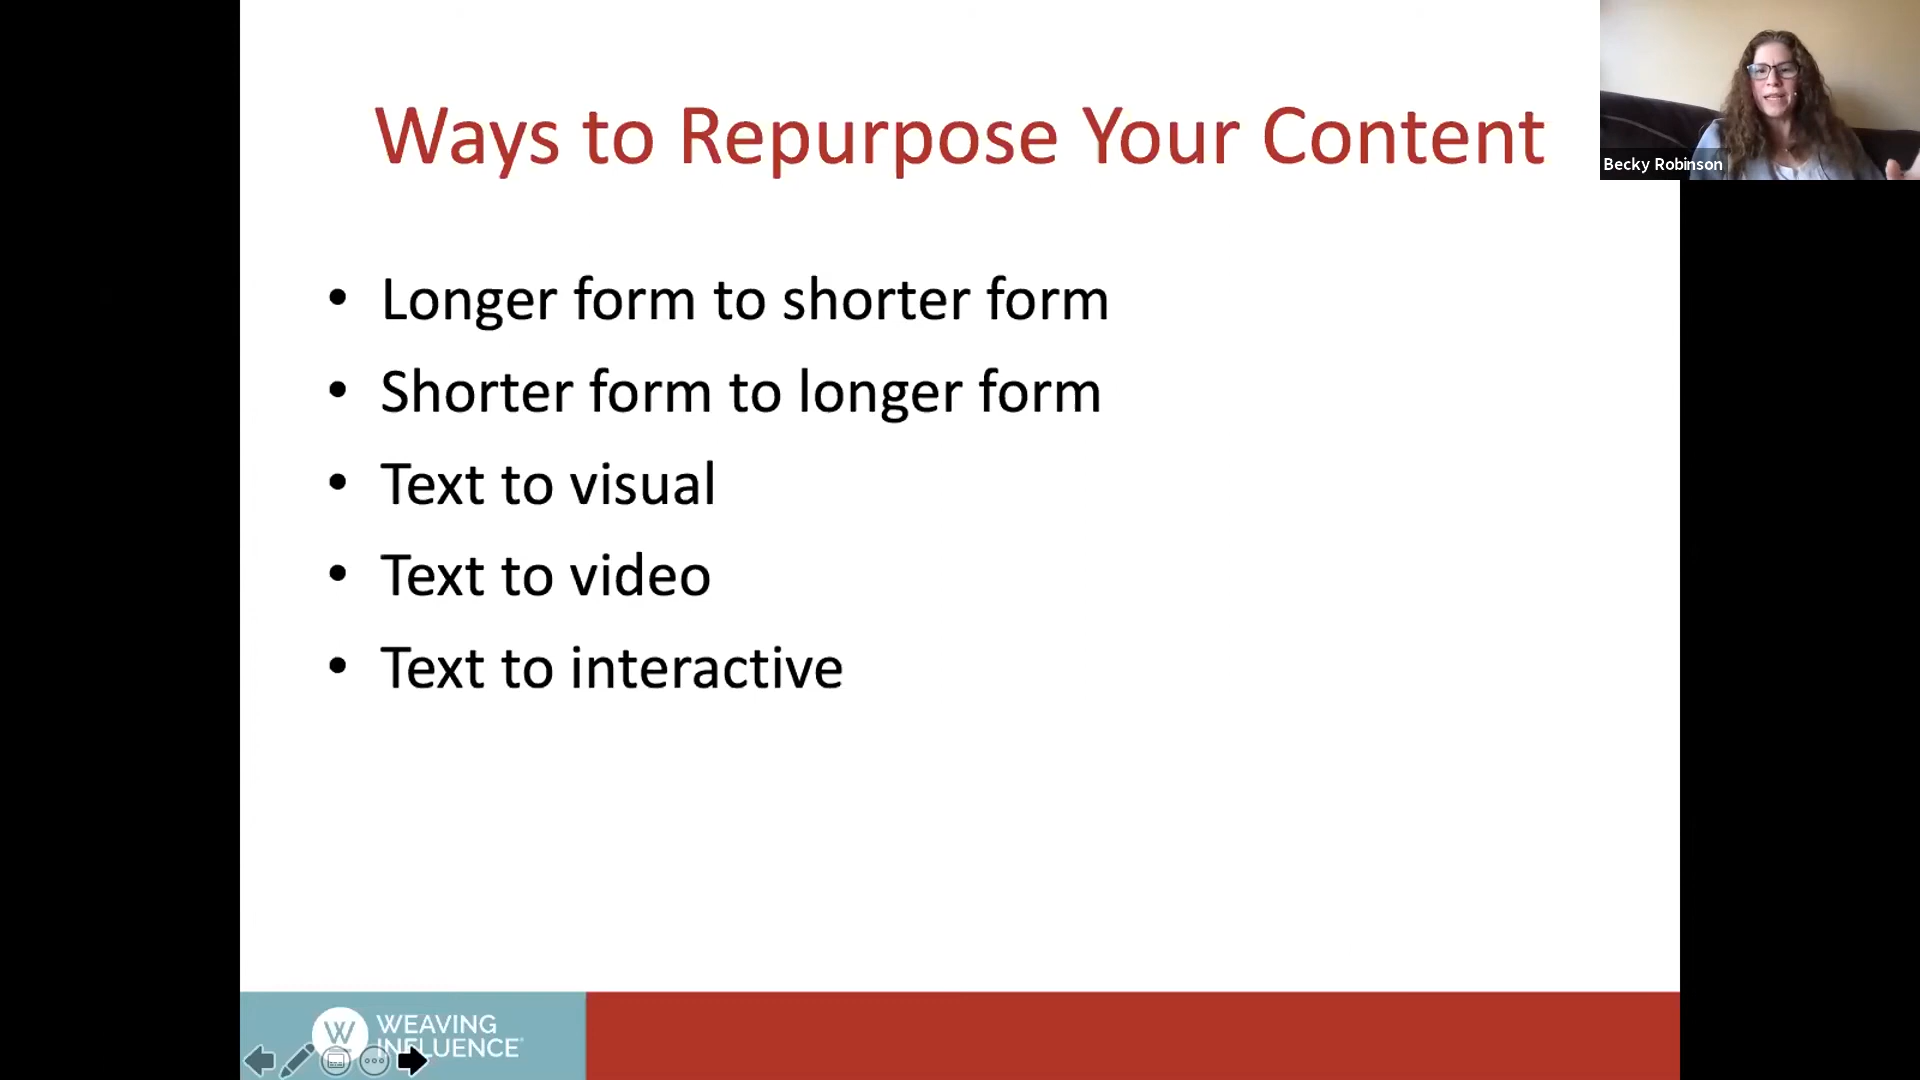 Ways to Repurpose Your Content
Becky Robinson
• Longer form to shorter form
• Shorter form to longer form
• Text to visual
• Text to video
• Text to interactive
W WEAVING
INFLUENCE®